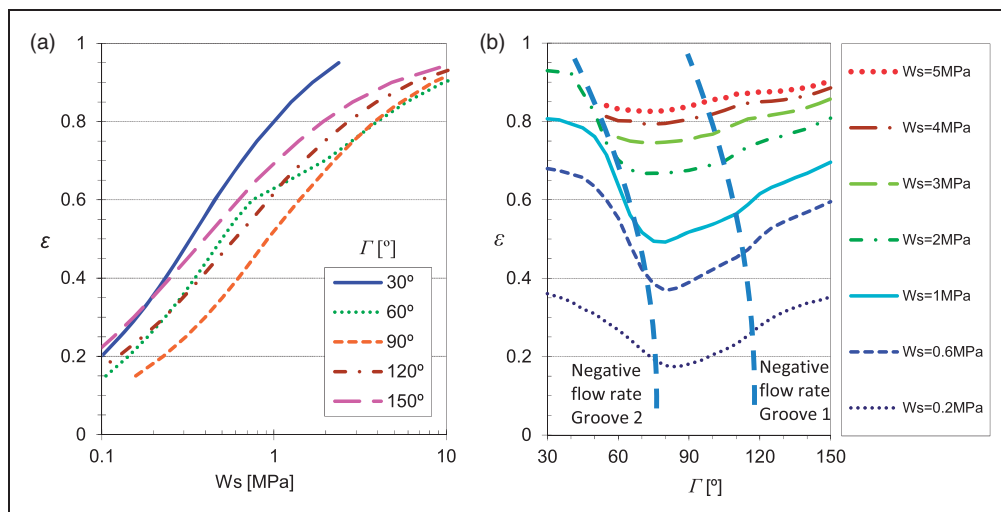 (a)
1
0.8
0.6
0.4
0.2
0
ε
0.1
1
10
Ws [MPa]
Γ [º]
30º
60º
90º
120º
150º
(b)
1
0.8
0.6
0.4
0.2
0
ε
30
60
90
120
150
Γ [º]
Negative
flow rate
Groove 2
Negative
flow rate
Groove 1
Ws=5MPa
Ws=4MPa
Ws=3MPa
Ws=2MPa
Ws=1MPa
Ws=0.6MPa
Ws=0.2MPa